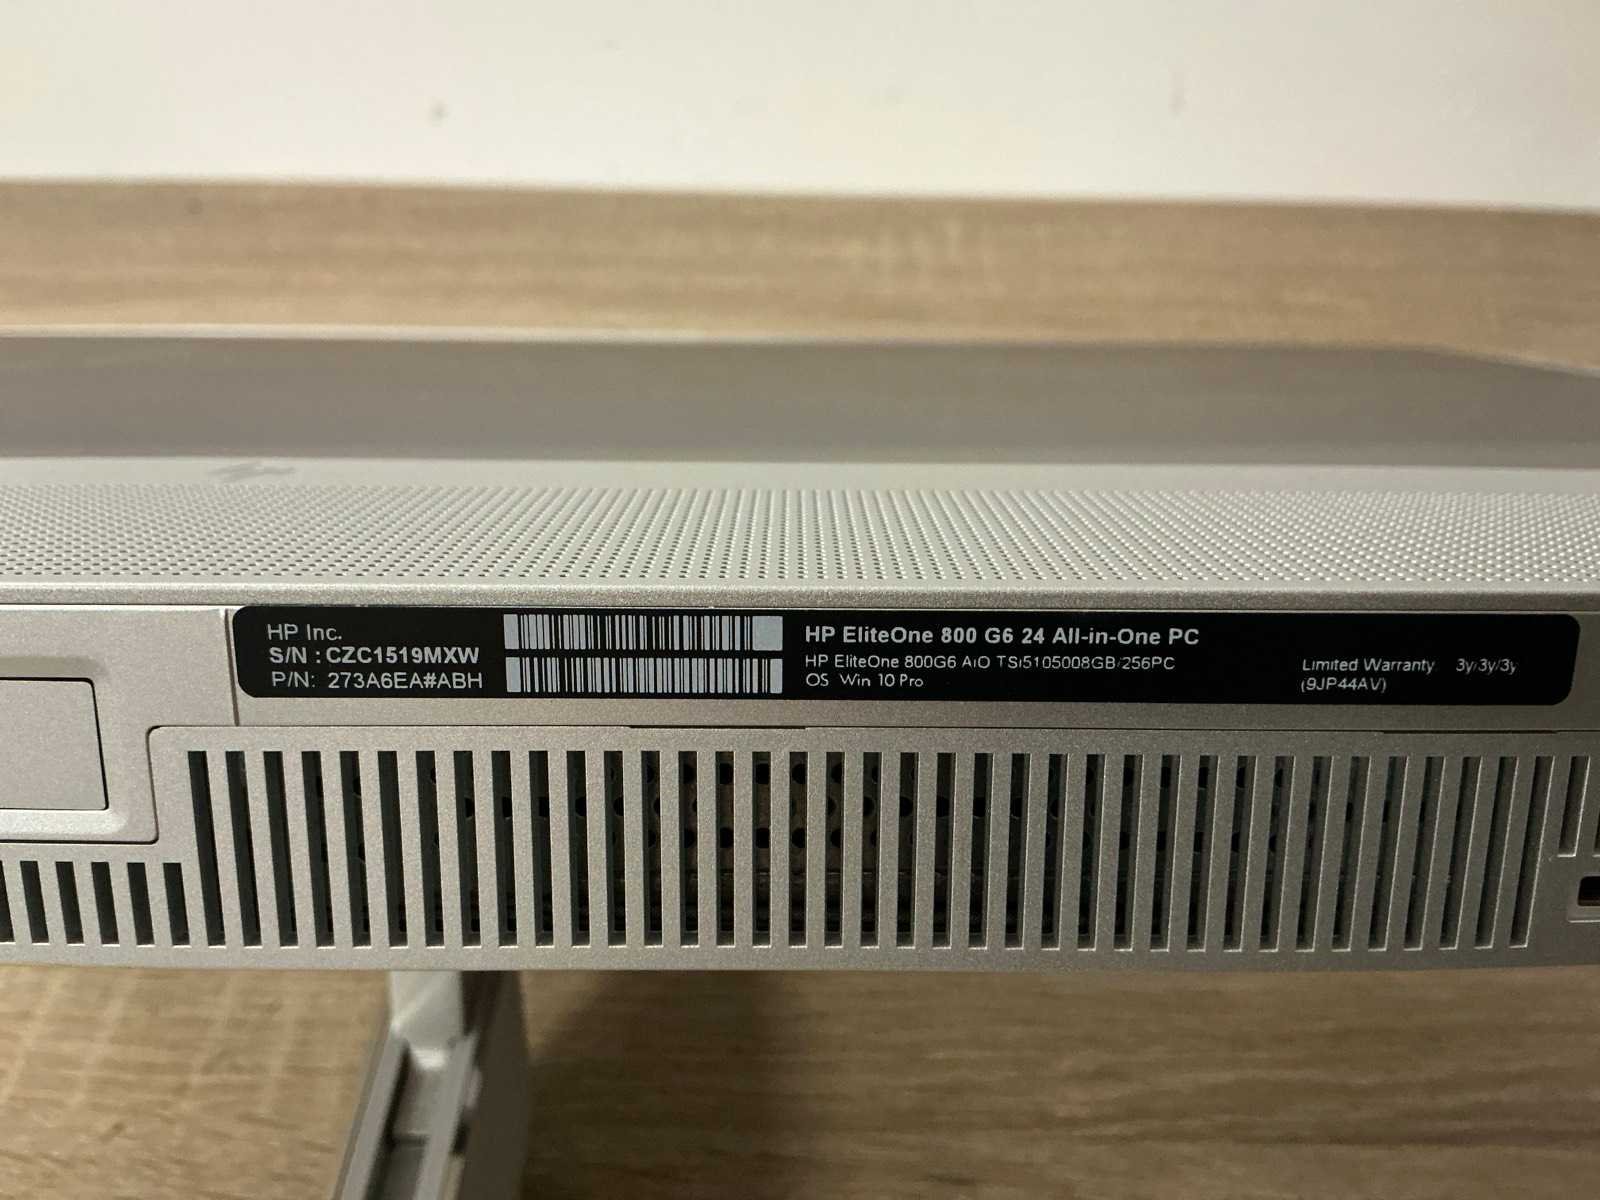 HP Inc.
S/N : CZC1519MXW
P/N: 273A6EA#ABH
HP EliteOne 800 G6 24 All-in-One PC
HP EliteOne 800G6 AiO TSi5105008GB/256PC
OS Win 10 Pro
Limited Warranty 3y/3y/3y
(9JP44AV)